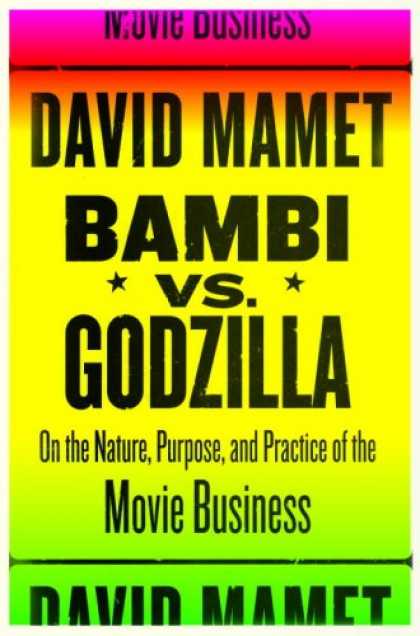 Movie Business
DAVID MAMET
BAMBI
★ VS. ★
GODZILLA
On the Nature, Purpose, and Practice of the
Movie Business
DAVID MAMET